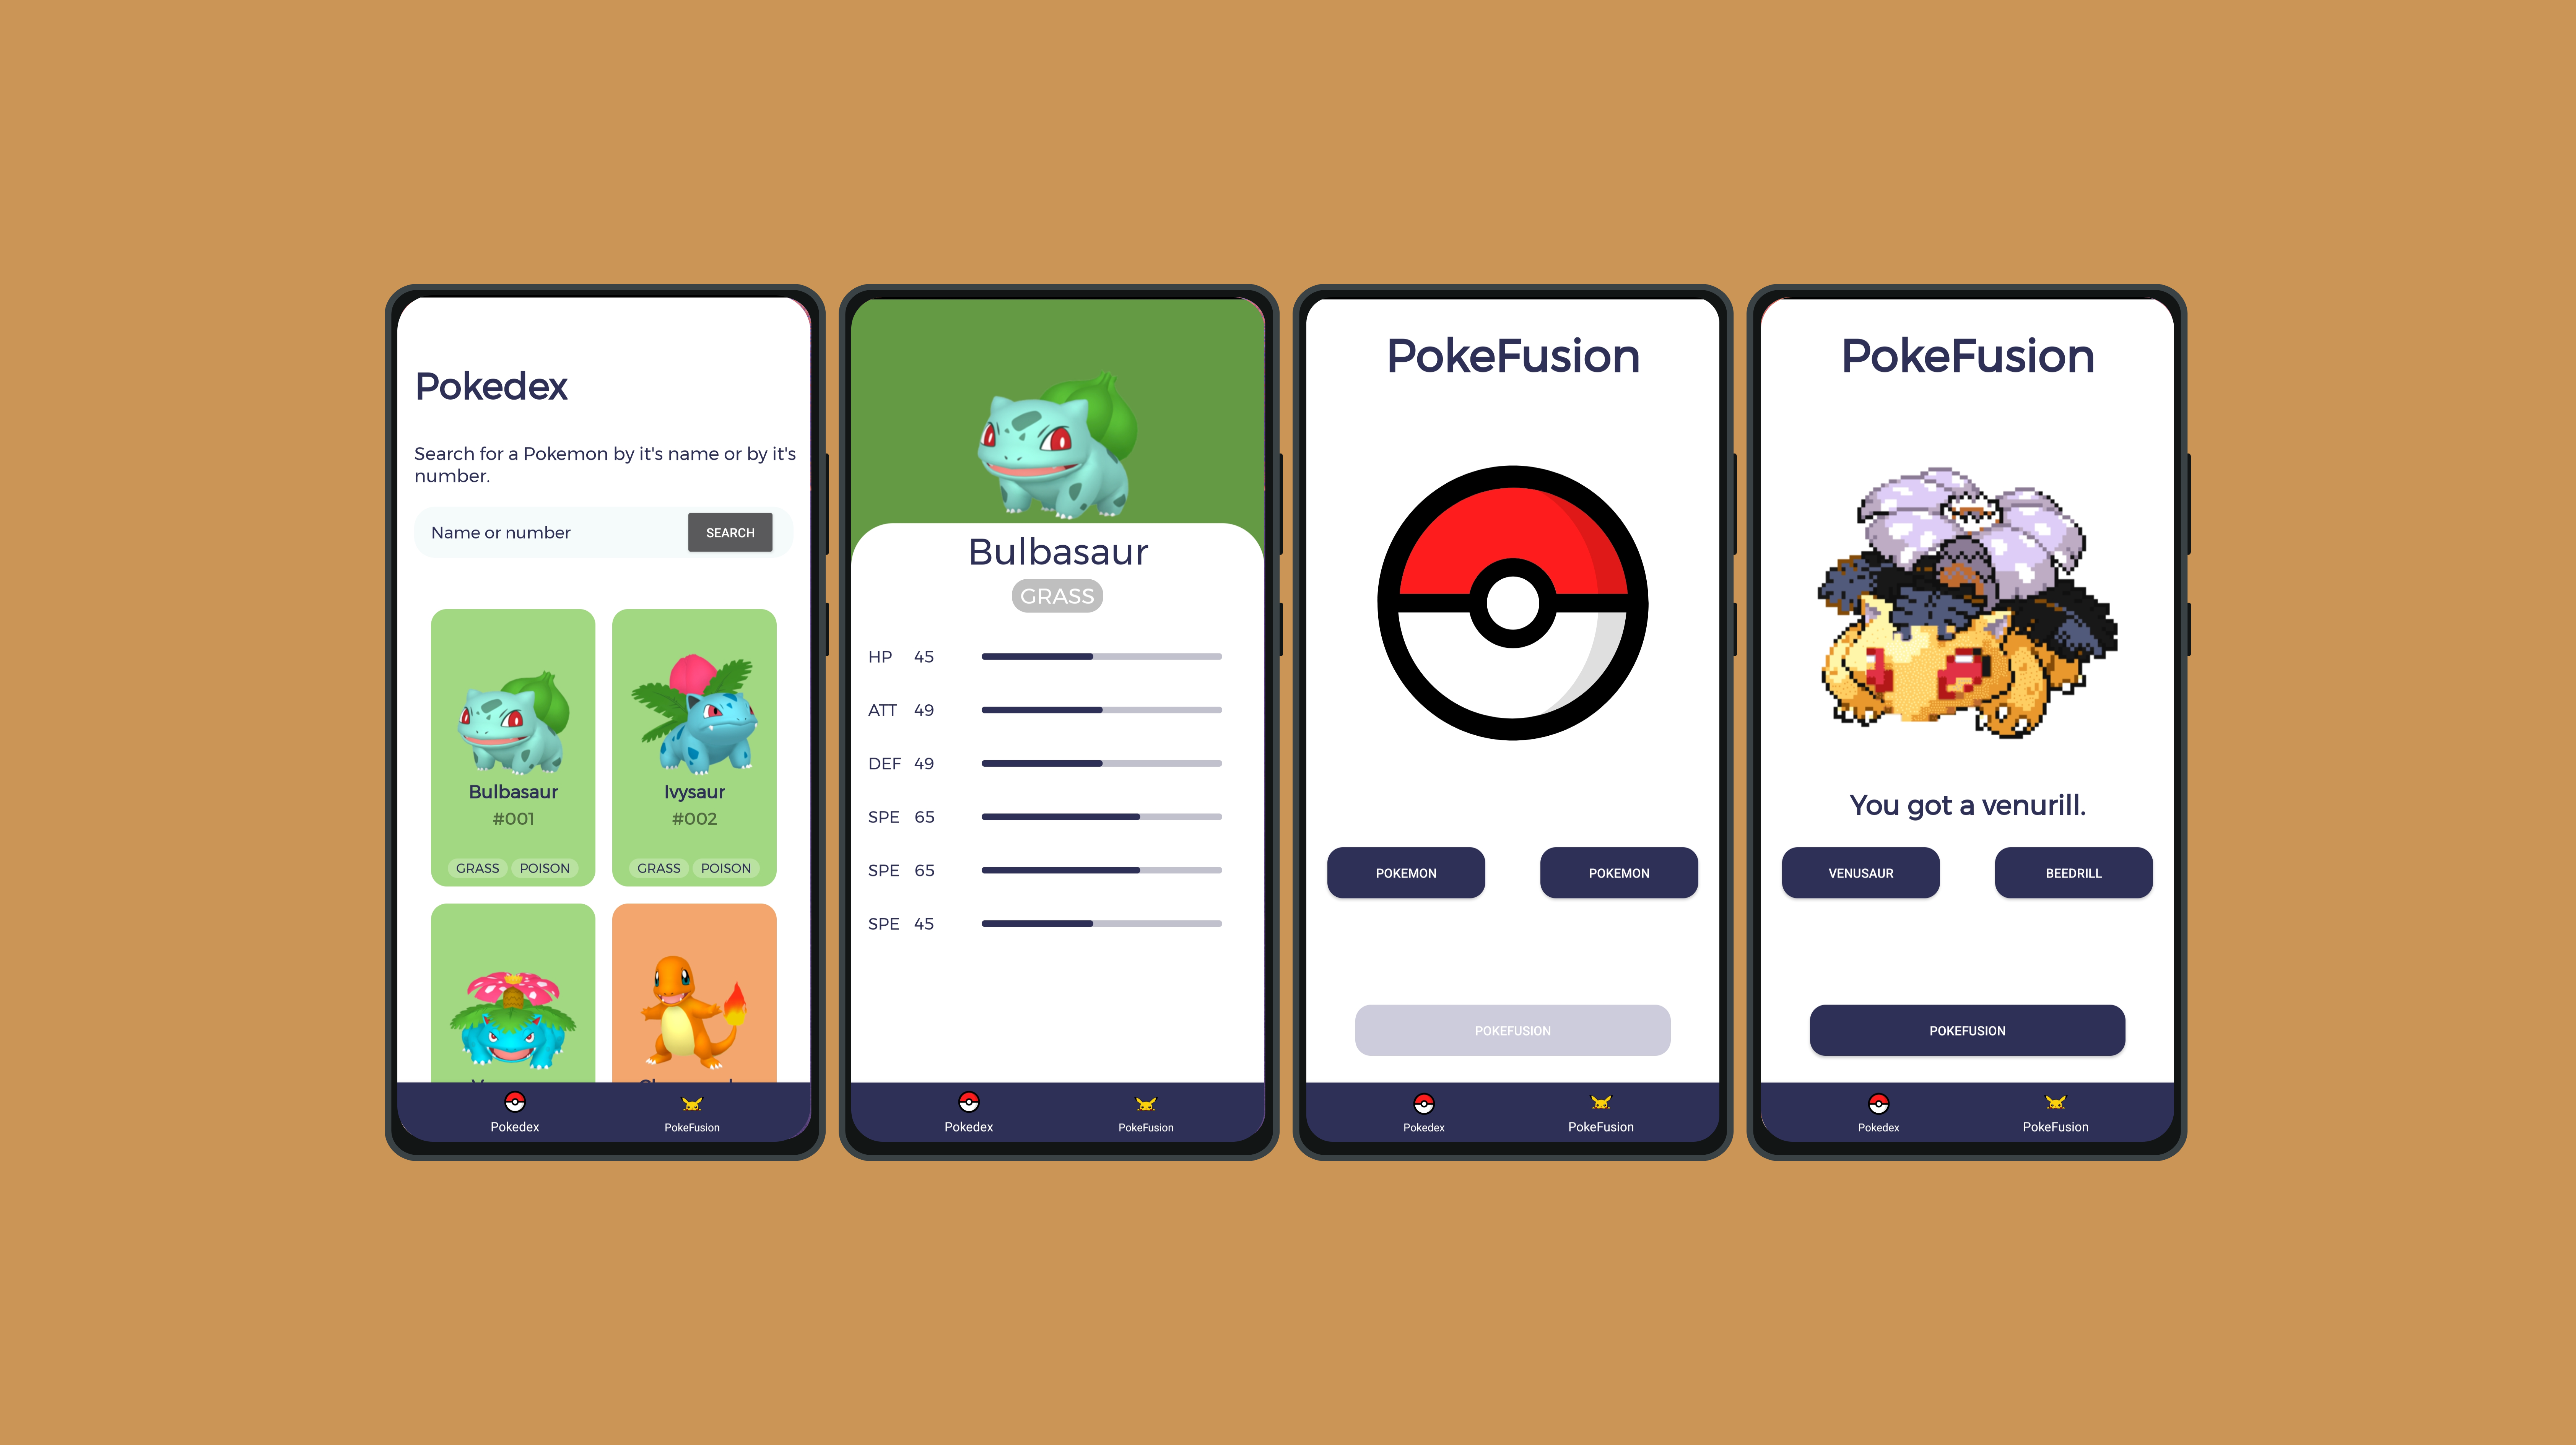 Pokedex
Search for a Pokemon by it's name or by it's
number.
Name or number
SEARCH
Bulbasaur
#001
GRASS POISON
Ivysaur
#002
GRASS POISON
Pokedex
PokeFusion
Bulbasaur
GRASS
HP 45
ATT 49
DEF 49
SPE 65
SPE 65
SPE 45
Pokedex
PokeFusion
PokeFusion
POKEMON
POKEMON
POKEFUSION
Pokedex
PokeFusion
PokeFusion
You got a venurill.
VENUSAUR
BEEDRILL
POKEFUSION
Pokedex
PokeFusion